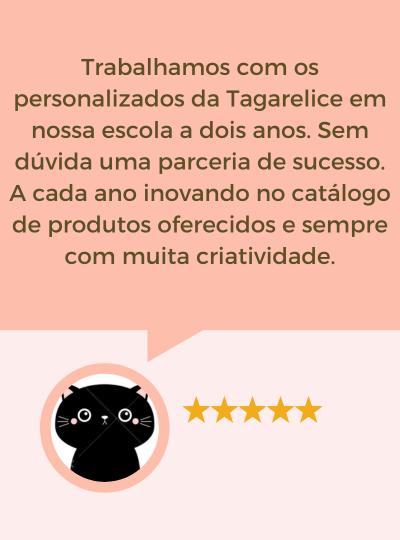 Trabalhamos com os
personalizados da Tagarelice em
nossa escola a dois anos. Sem
dúvida uma parceria de sucesso.
A cada ano inovando no catálogo
de produtos oferecidos e sempre
com muita criatividade.